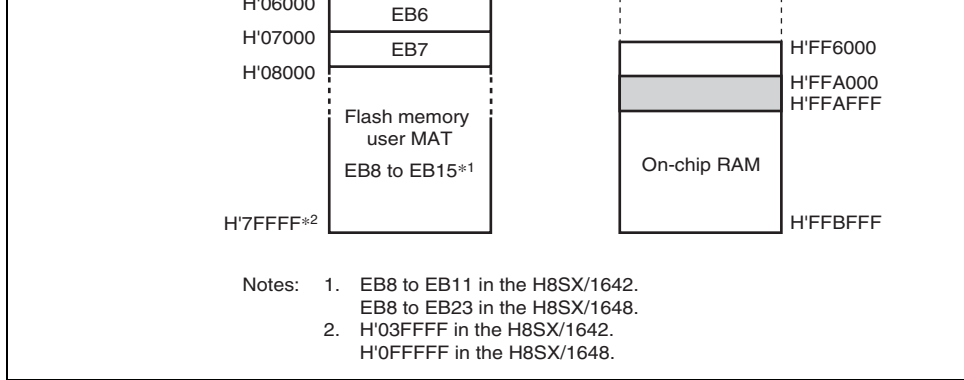 H'06000
EB6
H'07000
EB7
H'08000
H'FF6000
H'FFA000
H'FFAFFF
Flash memory
user MAT
EB8 to EB15*1
On-chip RAM
H'7FFFF*2
H'FFBFFF
Notes: 1. EB8 to EB11 in the H8SX/1642.
EB8 to EB23 in the H8SX/1648.
2. H'03FFFF in the H8SX/1642.
H'0FFFFF in the H8SX/1648.